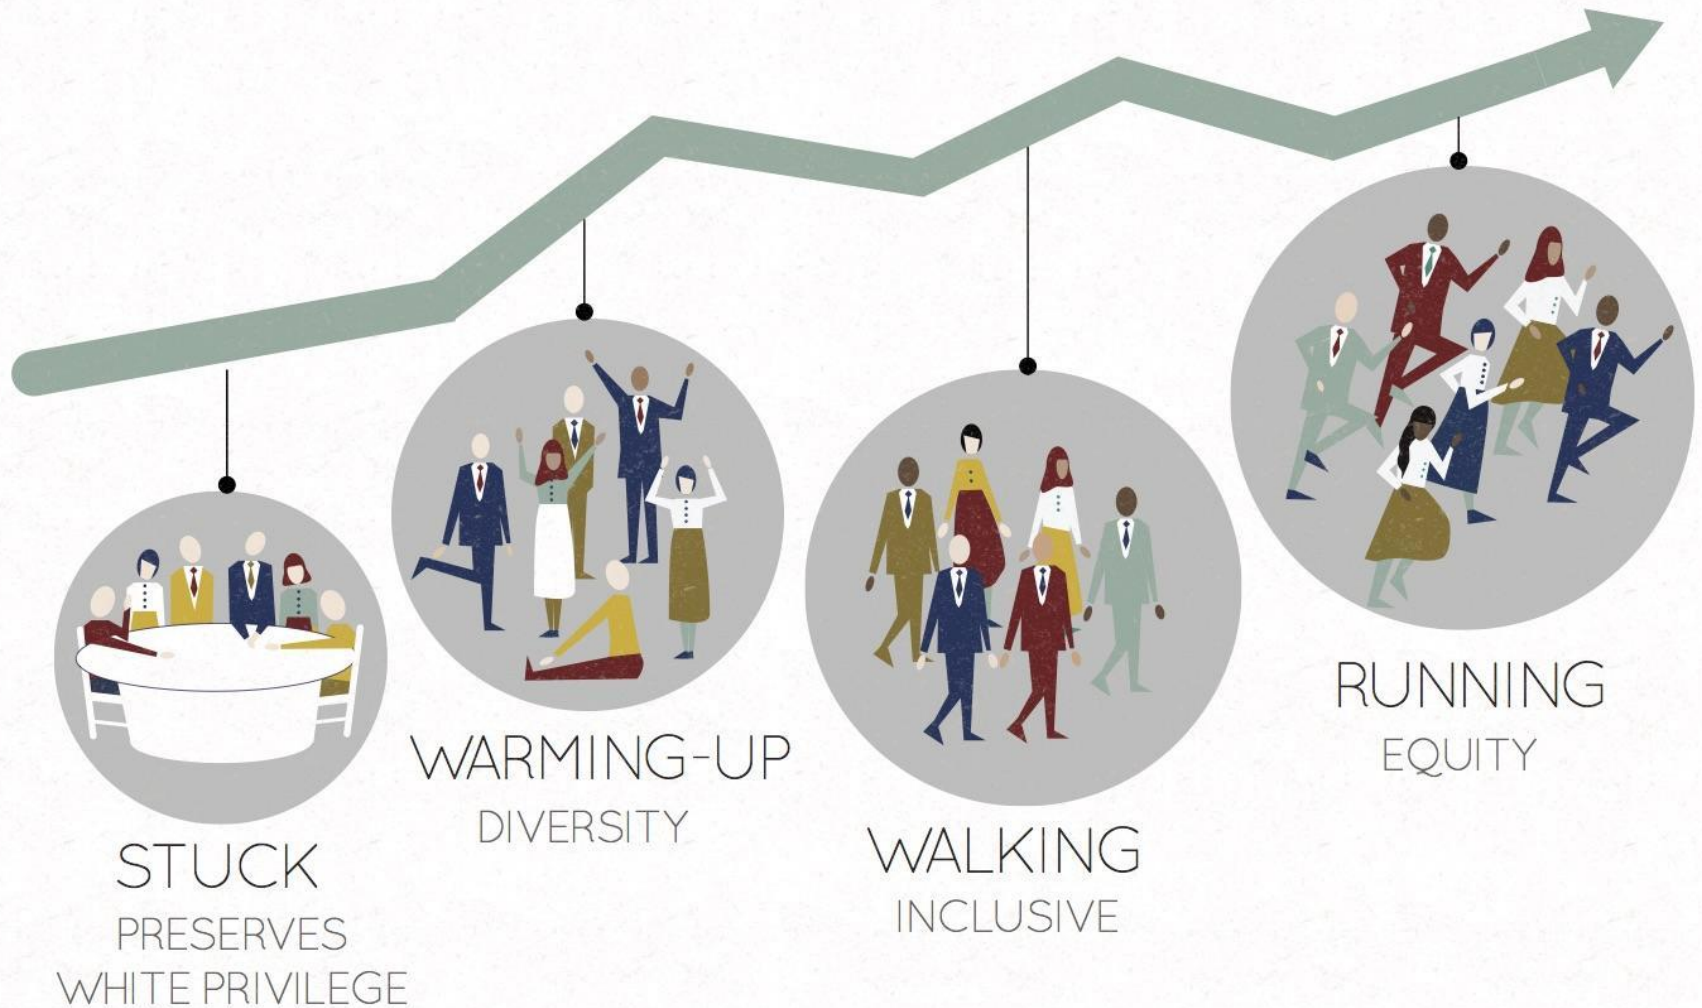 STUCK
PRESERVES
WHITE PRIVILEGE
WARMING-UP
DIVERSITY
WALKING
INCLUSIVE
RUNNING
EQUITY